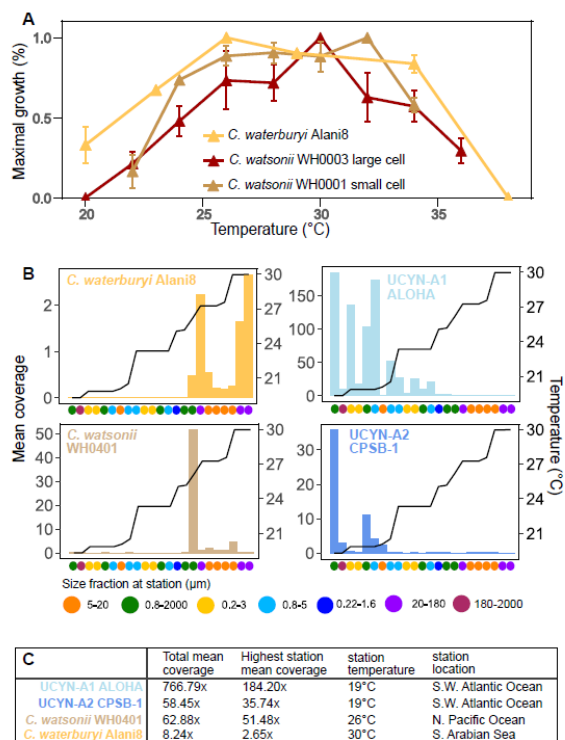 A
Maximal growth (%)
1.0
0.5
0.0
C. waterburyi Alani8
C. watsonii WH0003 large cell
C. watsonii WH0001 small cell
20
25
30
35
Temperature (°C)
B
C. waterburyi Alani8
2
1
0
30
27
24
21
UCYN-A1
ALOHA
150
100
50
0
30
27
24
21
Mean coverage
Temperature (°C)
C. watsonii
WH0401
50
40
30
20
10
0
30
27
24
21
UCYN-A2
CPSB-1
30
20
10
0
30
27
24
21
Size fraction at station (µm)
5-20
0.8-2000
0.2-3
0.8-5
0.22-1.6
20-180
180-2000
C
Total mean coverage
Highest station mean coverage
station temperature
station location
UCYN-A1 ALOHA 766.79x 184.20x 19°C S.W. Atlantic Ocean
UCYN-A2 CPSB-1 58.45x 35.74x 19°C S.W. Atlantic Ocean
C. watsonii WH0401 62.88x 51.48x 26°C N. Pacific Ocean
C. waterburyi Alani8 8.24x 2.65x 30°C S. Arabian Sea